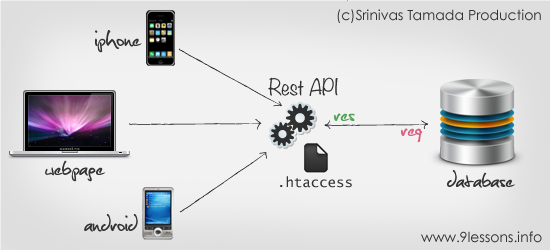 (c)Srinivas Tamada Production
iphone
Rest API
webpage
res
req
.htaccess
database
android
www.9lessons.info